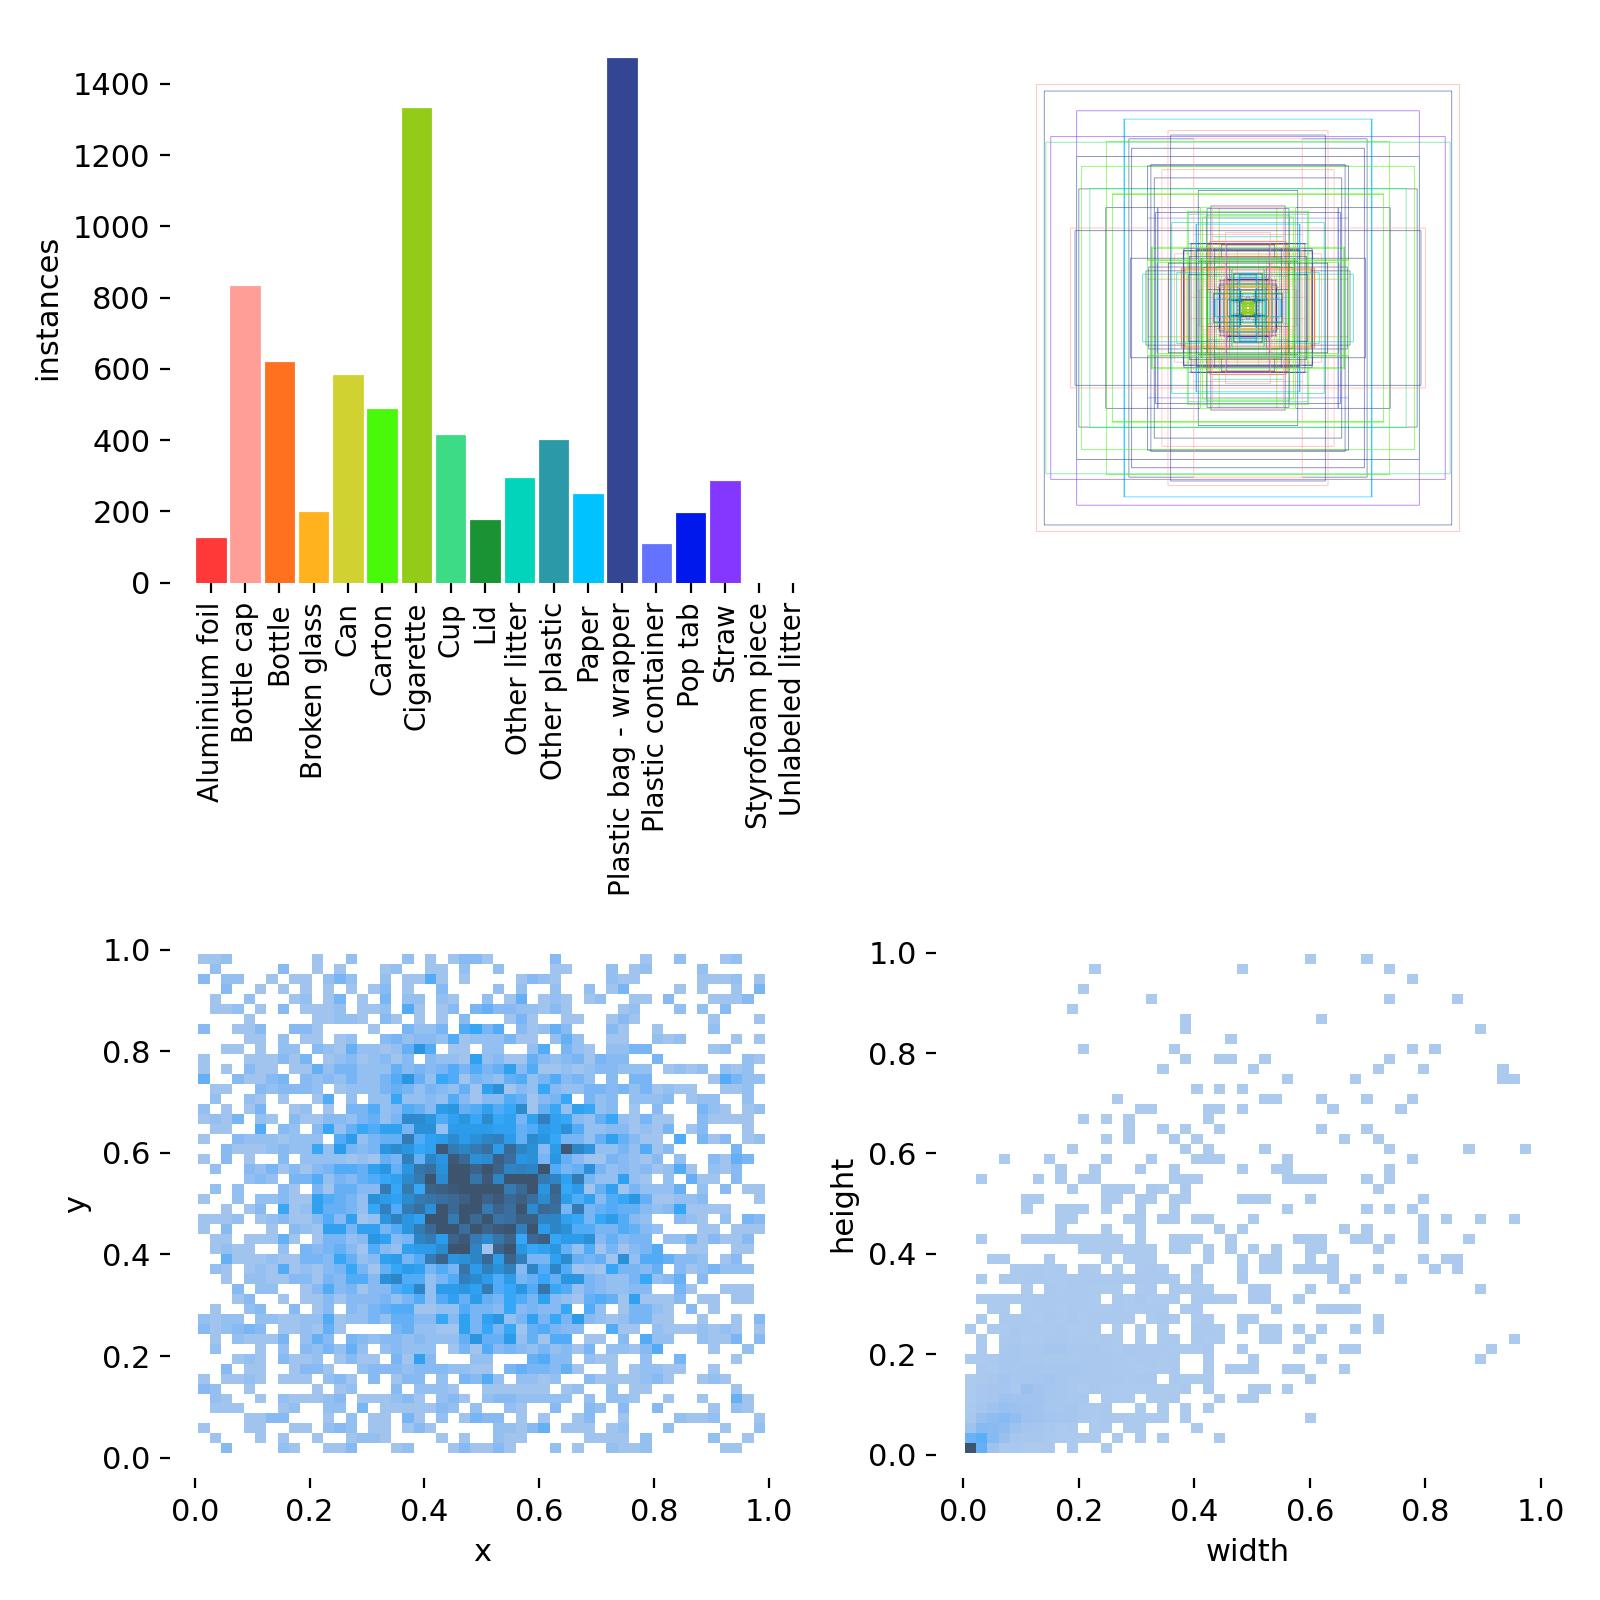 1400
1200
1000
800
600
400
200
0
instances
Aluminium foil
Bottle cap
Bottle
Broken glass
Can
Carton
Cigarette
Cup
Lid
Other litter
Other plastic
Paper
Plastic bag - wrapper
Plastic container
Pop tab
Straw
Styrofoam piece
Unlabeled litter
1.0
0.8
0.6
0.4
0.2
0.0
y
0.0 0.2 0.4 0.6 0.8 1.0
x
1.0
0.8
0.6
0.4
0.2
0.0
height
0.0 0.2 0.4 0.6 0.8 1.0
width